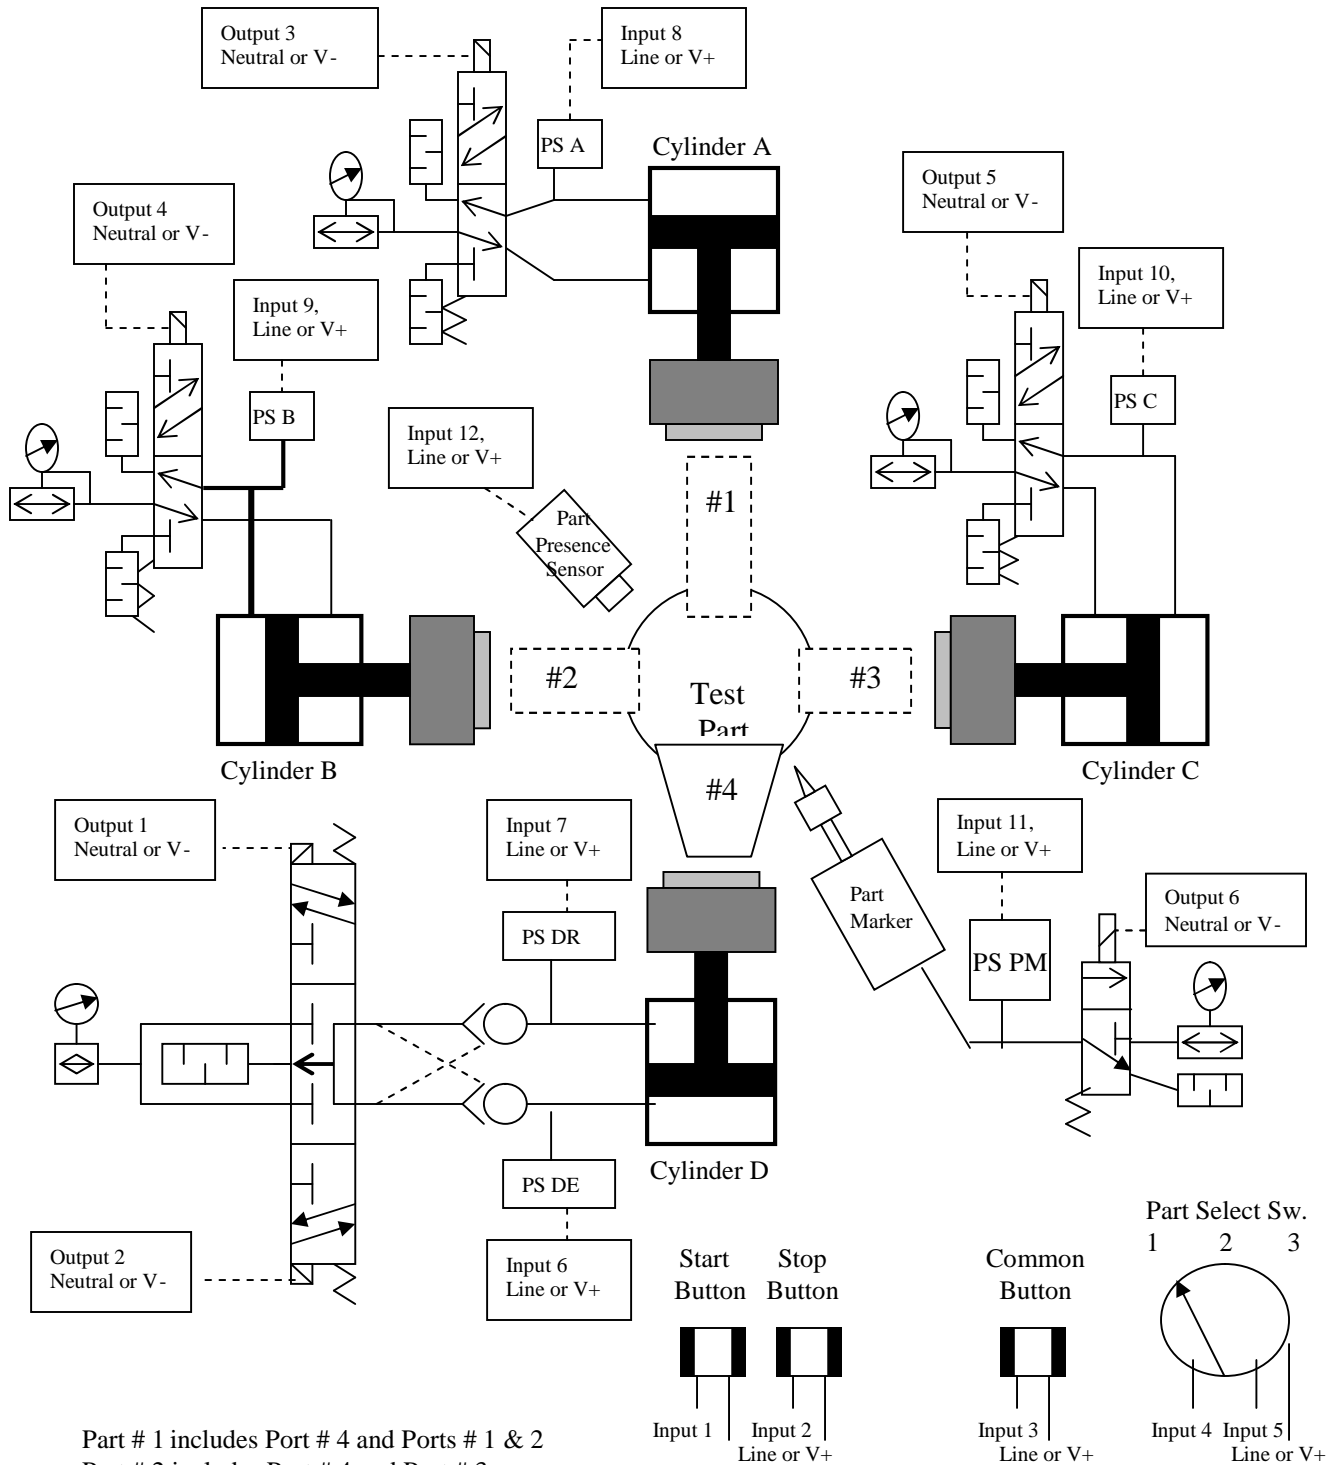 Output 3
Neutral or V-
Input 8
Line or V+
PS A
Cylinder A
Output 5
Neutral or V-
Output 4
Neutral or V-
Input 10,
Line or V+
Input 9,
Line or V+
PS B
PS C
Input 12,
Line or V+
Part
Presence
Sensor
#1
#2
#3
Test
Part
#4
Cylinder B
Cylinder C
Output 1
Neutral or V-
Input 7
Line or V+
Input 11,
Line or V+
Part
Marker
Output 6
Neutral or V-
PS DR
PS PM
PS DE
Cylinder D
Output 2
Neutral or V-
Input 6
Line or V+
Start
Button
Stop
Button
Common
Button
Part Select Sw.
1 2 3
Input 1
Input 2
Line or V+
Input 3
Line or V+
Input 4 Input 5
Line or V+
Part # 1 includes Port # 4 and Ports # 1 & 2